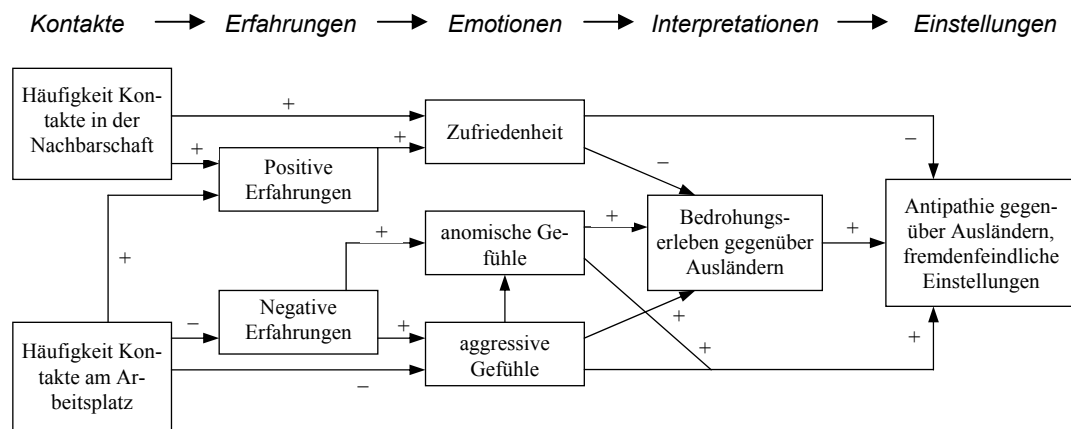 Kontakte Erfahrungen Emotionen Interpretationen Einstellungen
Häufigkeit Kon-
takte in der
Nachbarschaft
+
+
Positive
Erfahrungen
+
Zufriedenheit
–
–
+
anomische Ge-
fühle
+
+
Bedrohungs-
erleben gegenüber
Ausländern
+
Antipathie gegen-
über Ausländern,
fremdenfeindliche
Einstellungen
Häufigkeit Kon-
takte am Ar-
beitsplatz
–
Negative
Erfahrungen
+
–
aggressive
Gefühle
+
+
+